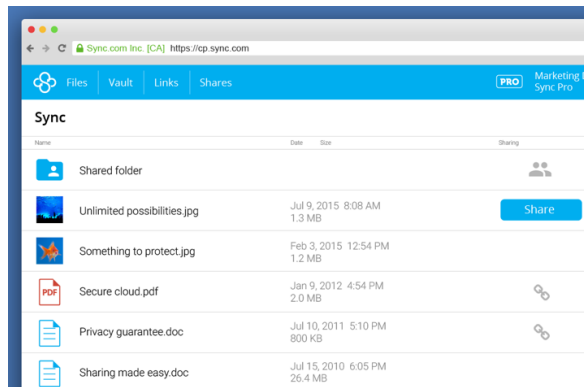 Sync.com Inc. [CA] https://cp.sync.com
Files Vault Links Shares PRO Marketing
Sync Pro
Sync
Name Date Size Sharing
Shared folder
Unlimited possibilities.jpg Jul 9, 2015 8:08 AM Share
1.3 MB
Something to protect.jpg Feb 3, 2015 12:54 PM
1.2 MB
PDF Secure cloud.pdf Jan 9, 2012 4:54 PM
2.0 MB
Privacy guarantee.doc Jul 10, 2011 5:10 PM
800 KB
Sharing made easy.doc Jul 15, 2010 6:05 PM
26.4 MB